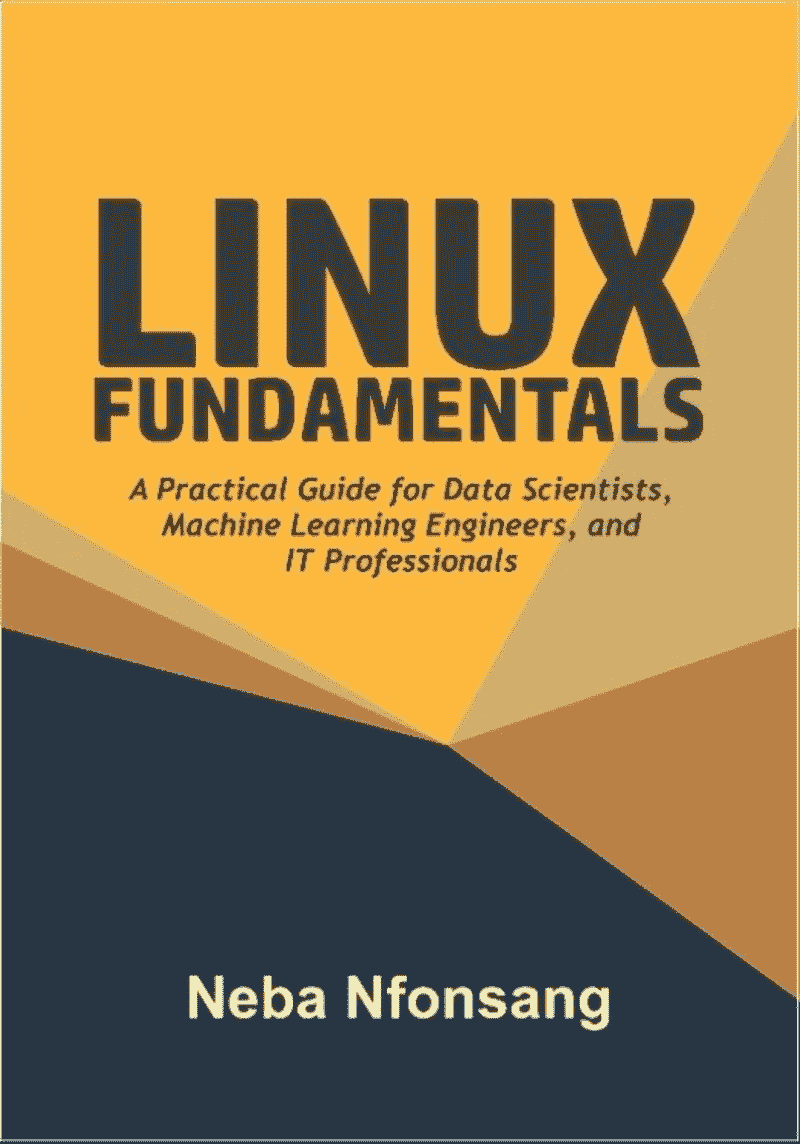 LINUX
FUNDAMENTALS
A Practical Guide for Data Scientists,
Machine Learning Engineers, and
IT Professionals
Neba Nfonsang